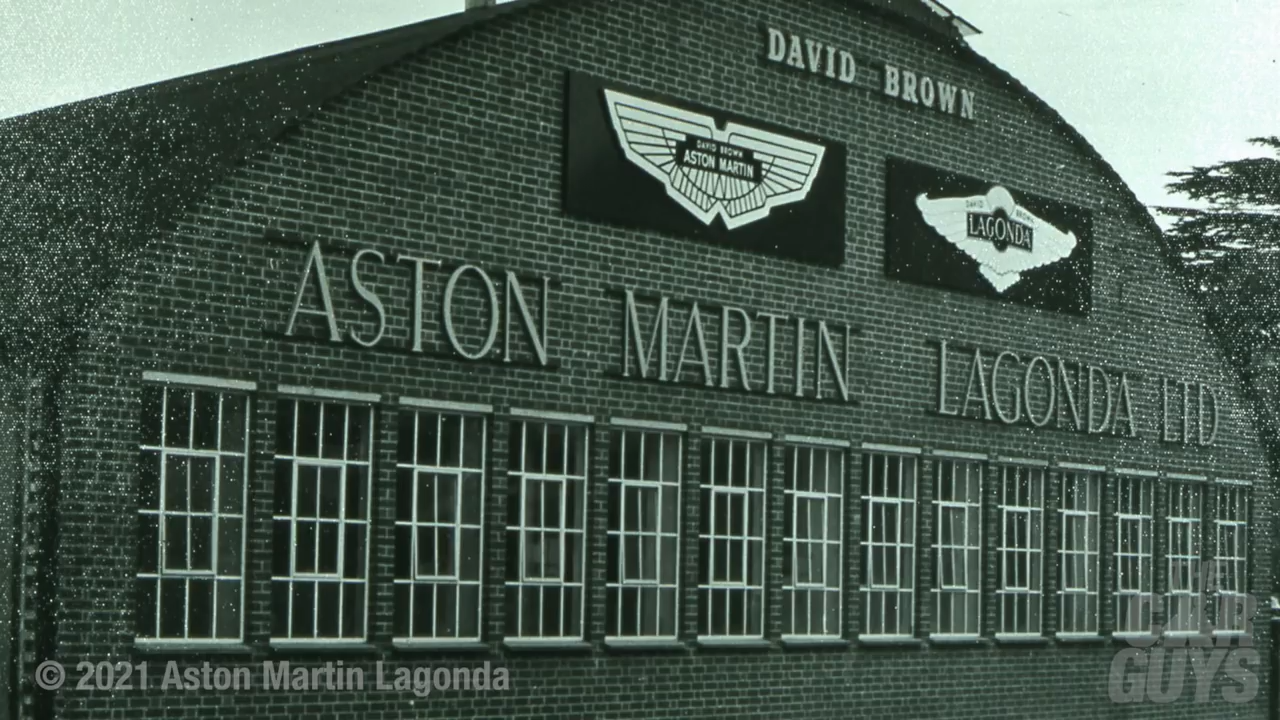 DAVID BROWN
DAVID BROWN
ASTON MARTIN
DAVID BROWN
LAGONDA
ASTON MARTIN LAGONDA LTD
© 2021 Aston Martin Lagonda
THE
CAR
GUYS